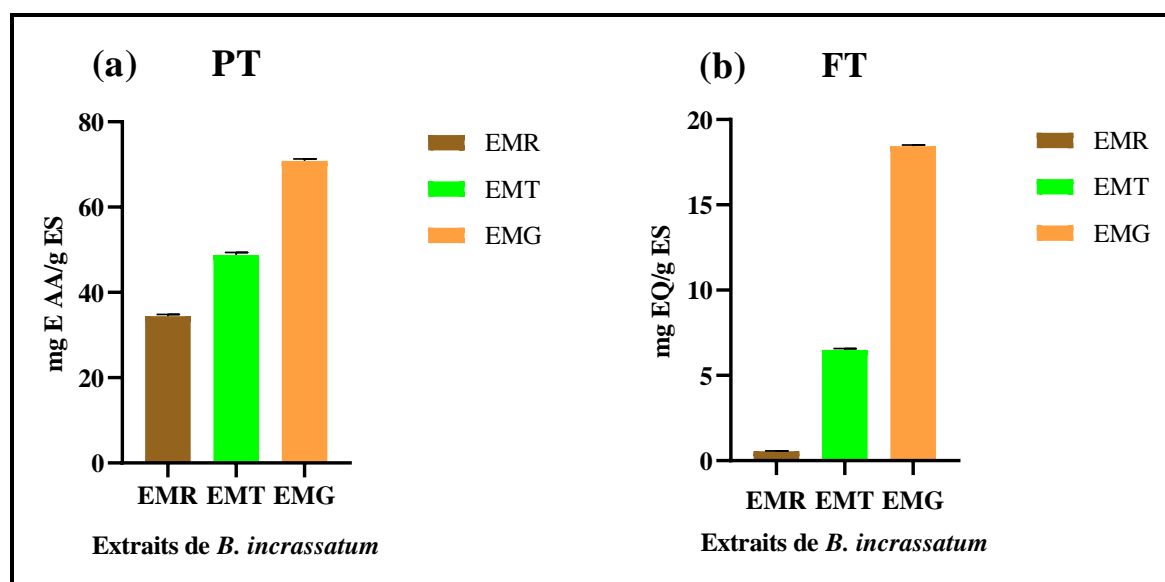 (a) PT
80
60
40
20
0
mg E AA/g ES
EMR
EMT
EMG
EMR EMT EMG
Extraits de B. incrassatum
(b) FT
20
15
10
5
0
mg EQ/g ES
EMR
EMT
EMG
EMR EMT EMG
Extraits de B. incrassatum